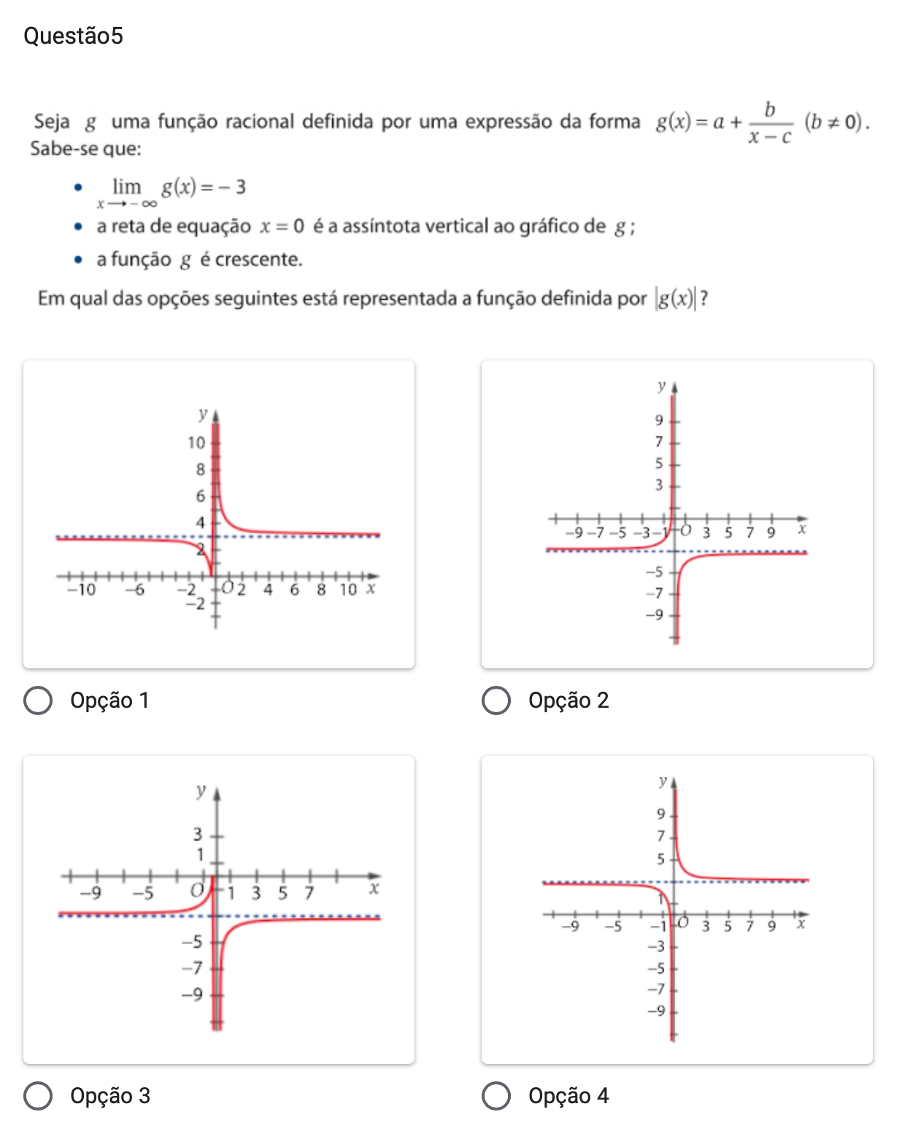 Questão5
Seja g uma função racional definida por uma expressão da forma g(x) = a + b/(x − c) (b ≠ 0).
Sabe-se que:
• lim x→−∞ g(x) = − 3
• a reta de equação x = 0 é a assíntota vertical ao gráfico de g;
• a função g é crescente.
Em qual das opções seguintes está representada a função definida por |g(x)|?
y
10
8
6
4
2
−10 −6 −2 O 2 4 6 8 10 x
−2
Opção 1
y
9
7
5
3
−9 −7 −5 −3 −1 O 3 5 7 9 x
−5
−7
−9
Opção 2
y
3
1
−9 −5 O 1 3 5 7 x
−5
−7
−9
Opção 3
y
9
7
5
1
−9 −5 −1 O 3 5 7 9 x
−3
−5
−7
−9
Opção 4